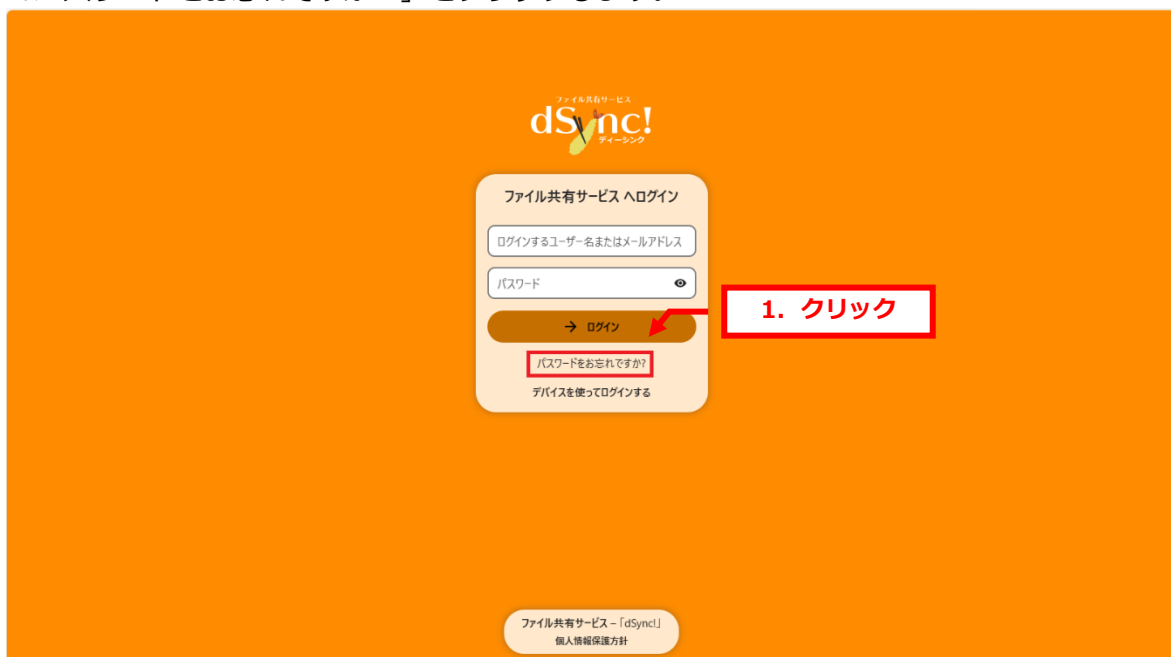 ファイル共有サービス
dSync!
ディーシンク
ファイル共有サービス へログイン
ログインするユーザー名またはメールアドレス
パスワード
→ ログイン
1. クリック
パスワードをお忘れですか?
デバイスを使ってログインする
ファイル共有サービス – 「dSync!」
個人情報保護方針